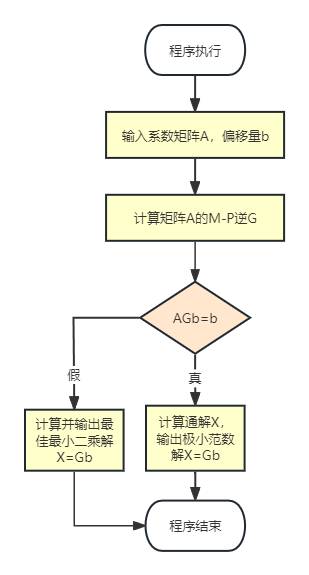 程序执行
输入系数矩阵A，偏移量b
计算矩阵A的M-P逆G
AGb=b
假
真
计算并输出最
佳最小二乘解
X=Gb
计算通解X，
输出极小范数
解X=Gb
程序结束